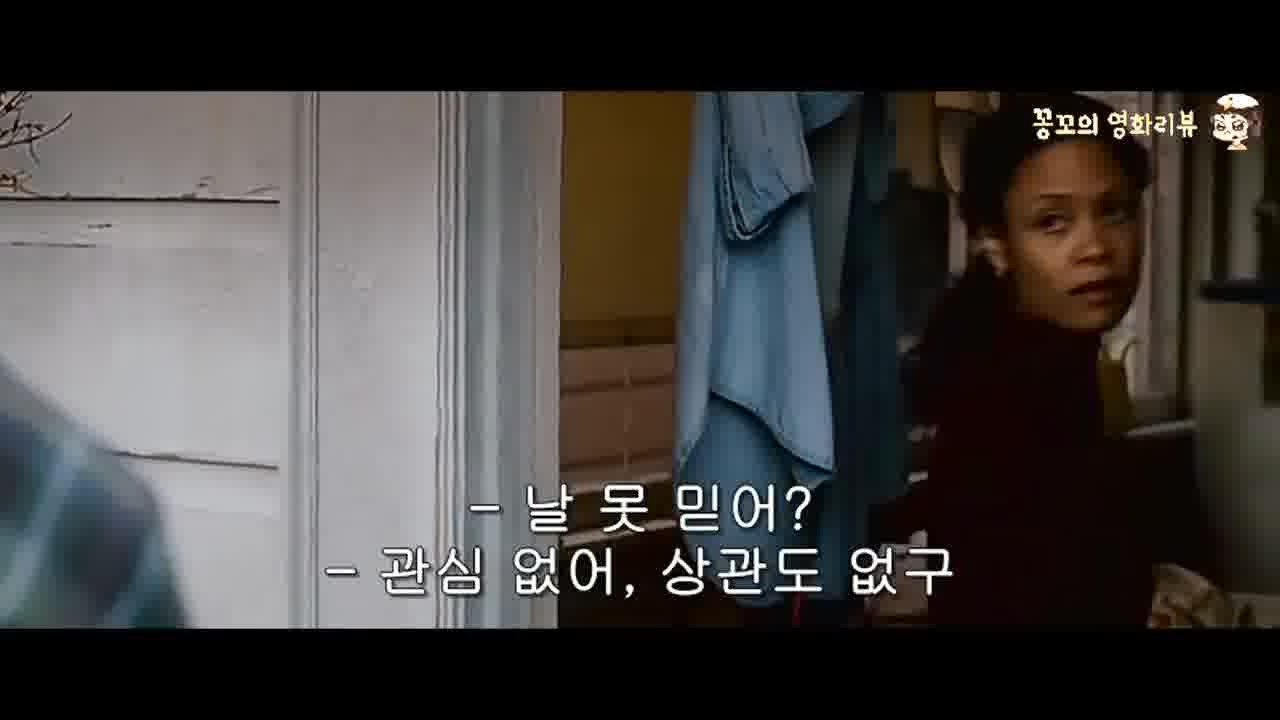 꽁꼬의 영화리뷰
- 날 못 믿어?
- 관심 없어, 상관도 없구